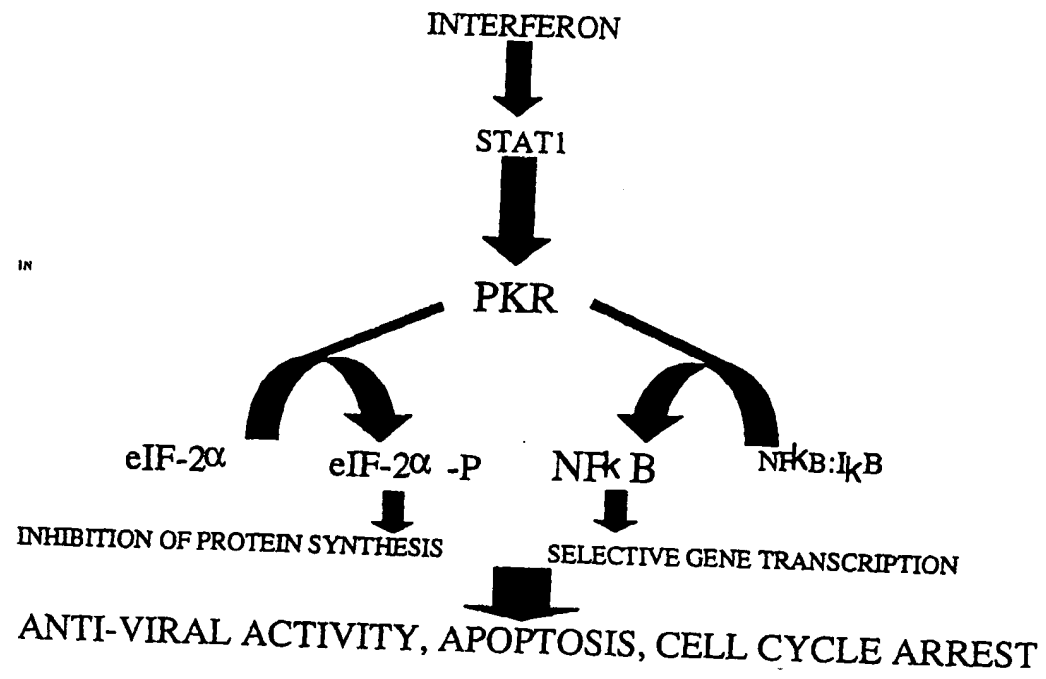 INTERFERON
STAT1
IN
PKR
eIF-2α eIF-2α -P NFκB NFκB:IκB
INHIBITION OF PROTEIN SYNTHESIS SELECTIVE GENE TRANSCRIPTION
ANTI-VIRAL ACTIVITY, APOPTOSIS, CELL CYCLE ARREST